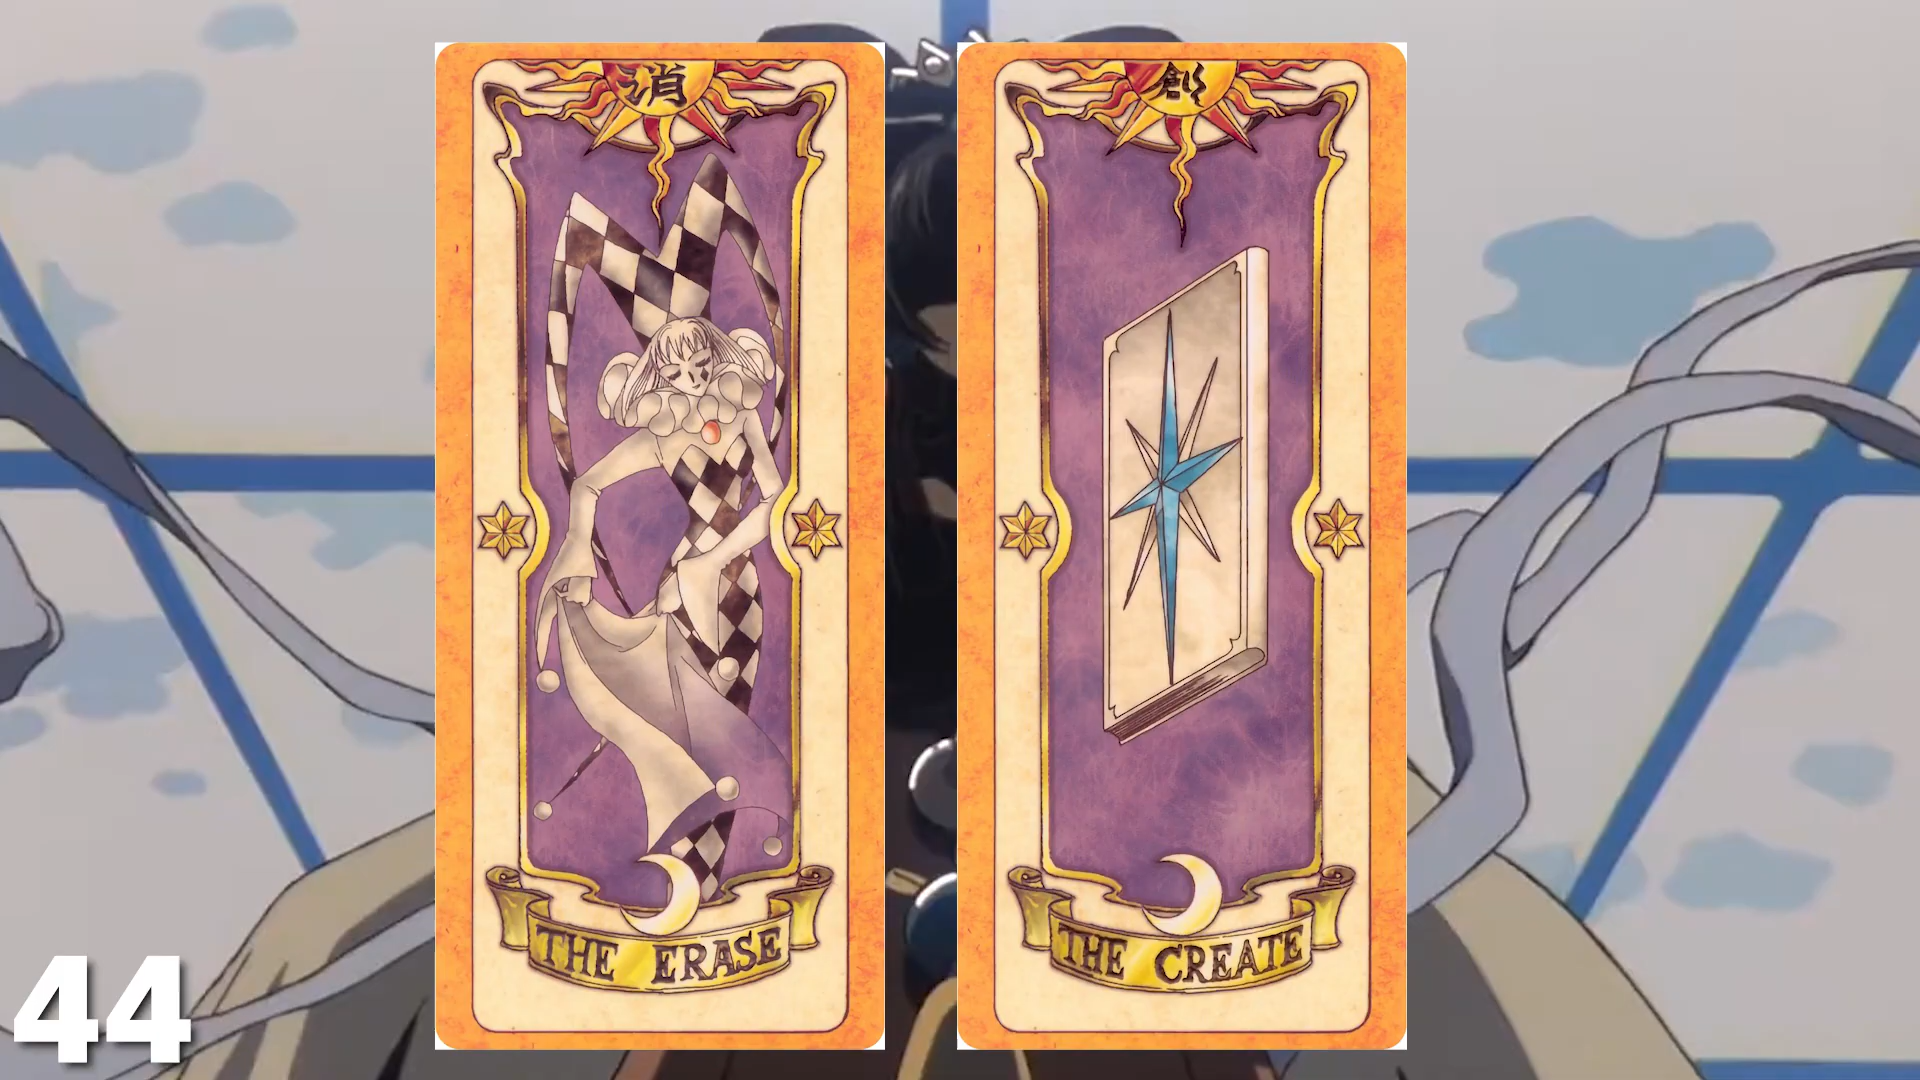 消
THE ERASE
創
THE CREATE
44